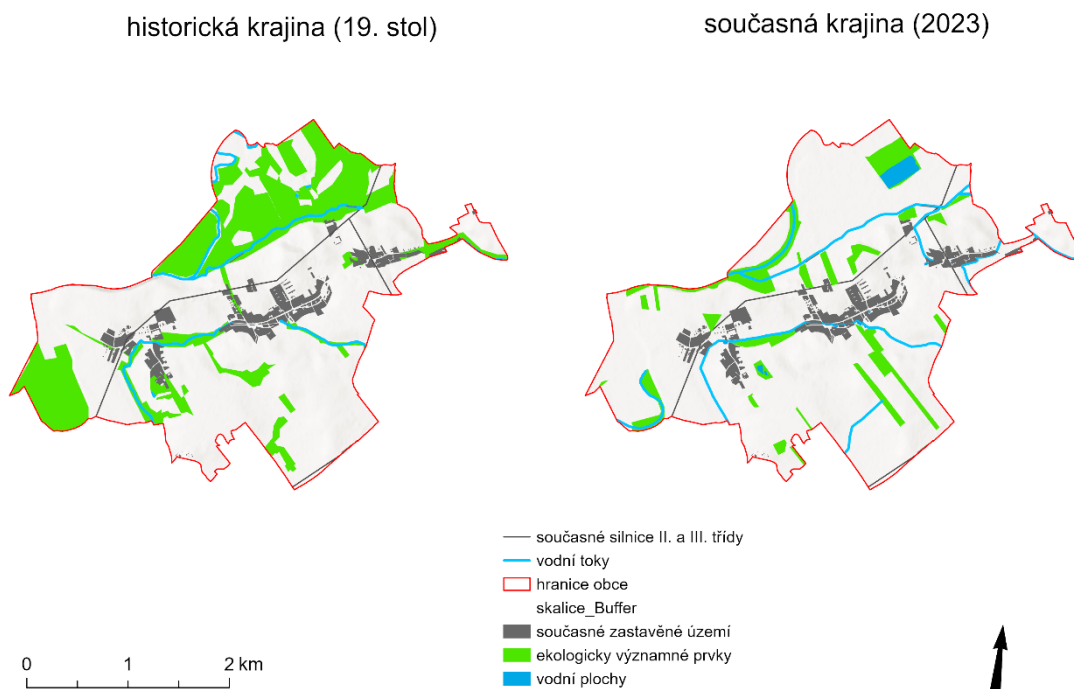 historická krajina (19. stol)
současná krajina (2023)
současné silnice II. a III. třídy
vodní toky
hranice obce
skalice_Buffer
současné zastavěné území
ekologicky významné prvky
vodní plochy
0 1 2 km